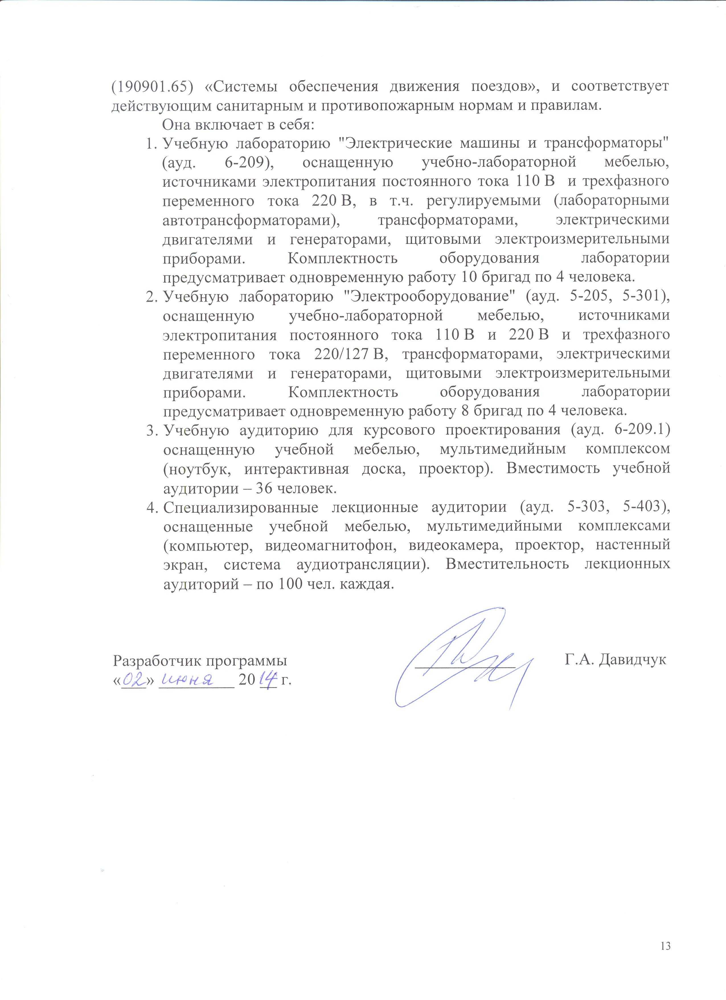 (190901.65) «Системы обеспечения движения поездов», и соответствует
действующим санитарным и противопожарным нормам и правилам.
Она включает в себя:
1. Учебную лабораторию "Электрические машины и трансформаторы"
(ауд. 6-209), оснащенную учебно-лабораторной мебелью,
источниками электропитания постоянного тока 110 В и трехфазного
переменного тока 220 В, в т.ч. регулируемыми (лабораторными
автотрансформаторами), трансформаторами, электрическими
двигателями и генераторами, щитовыми электроизмерительными
приборами. Комплектность оборудования лаборатории
предусматривает одновременную работу 10 бригад по 4 человека.
2. Учебную лабораторию "Электрооборудование" (ауд. 5-205, 5-301),
оснащенную учебно-лабораторной мебелью, источниками
электропитания постоянного тока 110 В и 220 В и трехфазного
переменного тока 220/127 В, трансформаторами, электрическими
двигателями и генераторами, щитовыми электроизмерительными
приборами. Комплектность оборудования лаборатории
предусматривает одновременную работу 8 бригад по 4 человека.
3. Учебную аудиторию для курсового проектирования (ауд. 6-209.1)
оснащенную учебной мебелью, мультимедийным комплексом
(ноутбук, интерактивная доска, проектор). Вместимость учебной
аудитории – 36 человек.
4. Специализированные лекционные аудитории (ауд. 5-303, 5-403),
оснащенные учебной мебелью, мультимедийными комплексами
(компьютер, видеомагнитофон, видеокамера, проектор, настенный
экран, система аудиотрансляции). Вместительность лекционных
аудиторий – по 100 чел. каждая.
Разработчик программы Г.А. Давидчук
«02» июня 2014 г.
13